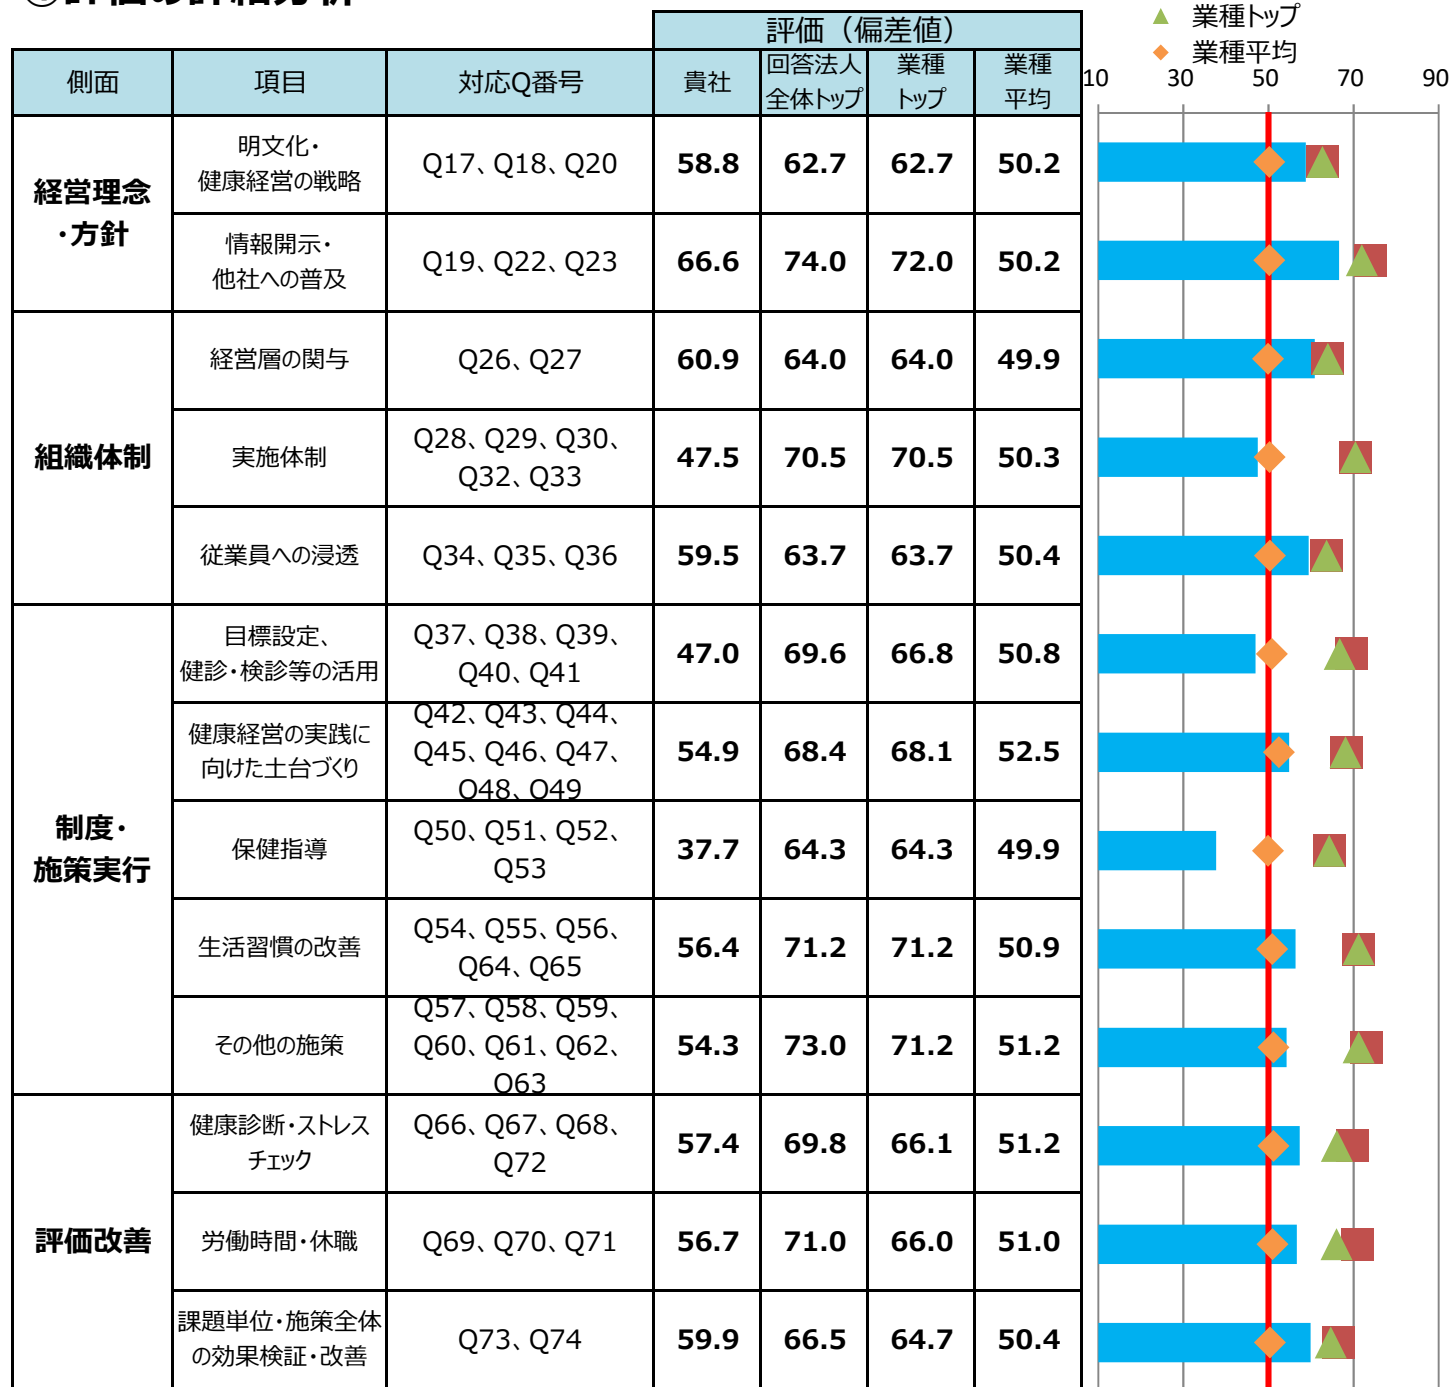 ②評価の詳細分析
▲ 業種トップ
◆ 業種平均
評価（偏差値）
側面 項目 対応Q番号 貴社 回答法人全体トップ 業種トップ 業種平均
10 30 50 70 90
経営理念・方針
明文化・
健康経営の戦略
Q17、Q18、Q20
58.8 62.7 62.7 50.2
情報開示・
他社への普及
Q19、Q22、Q23
66.6 74.0 72.0 50.2
組織体制
経営層の関与
Q26、Q27
60.9 64.0 64.0 49.9
実施体制
Q28、Q29、Q30、
Q32、Q33
47.5 70.5 70.5 50.3
従業員への浸透
Q34、Q35、Q36
59.5 63.7 63.7 50.4
制度・
施策実行
目標設定、
健診・検診等の活用
Q37、Q38、Q39、
Q40、Q41
47.0 69.6 66.8 50.8
健康経営の実践に
向けた土台づくり
Q42、Q43、Q44、
Q45、Q46、Q47、
Q48、Q49
54.9 68.4 68.1 52.5
保健指導
Q50、Q51、Q52、
Q53
37.7 64.3 64.3 49.9
生活習慣の改善
Q54、Q55、Q56、
Q64、Q65
56.4 71.2 71.2 50.9
その他の施策
Q57、Q58、Q59、
Q60、Q61、Q62、
Q63
54.3 73.0 71.2 51.2
評価改善
健康診断・ストレス
チェック
Q66、Q67、Q68、
Q72
57.4 69.8 66.1 51.2
労働時間・休職
Q69、Q70、Q71
56.7 71.0 66.0 51.0
課題単位・施策全体
の効果検証・改善
Q73、Q74
59.9 66.5 64.7 50.4